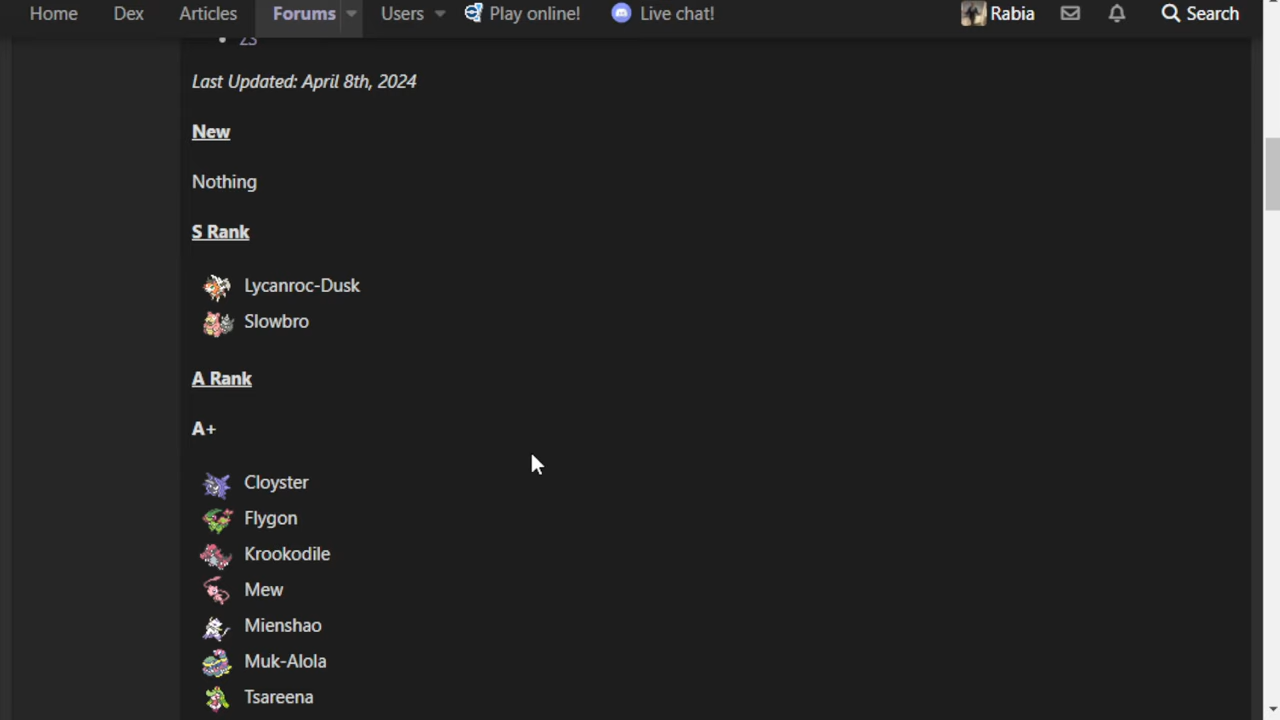 Home Dex Articles Forums Users Play online! Live chat! Rabia Search
Last Updated: April 8th, 2024
New
Nothing
S Rank
Lycanroc-Dusk
Slowbro
A Rank
A+
Cloyster
Flygon
Krookodile
Mew
Mienshao
Muk-Alola
Tsareena